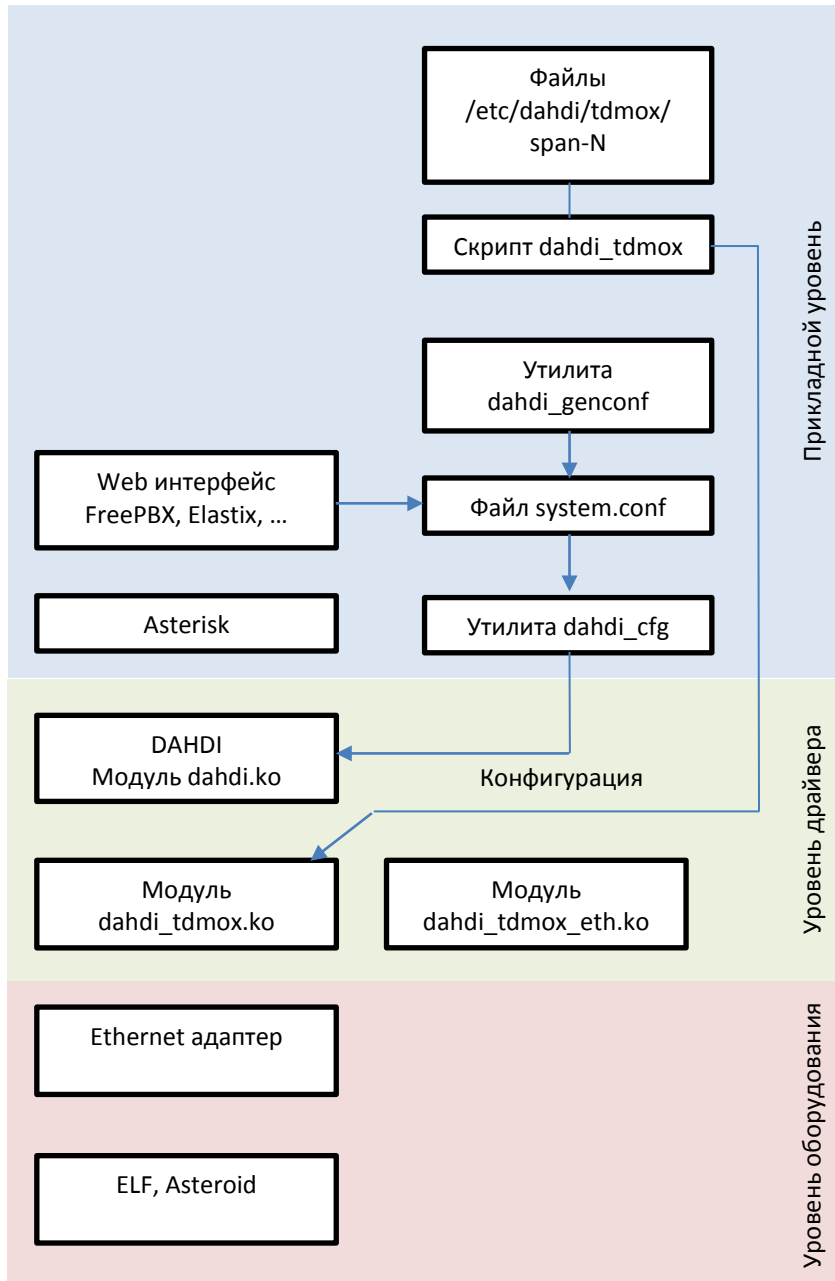 Файлы
/etc/dahdi/tdmox/
span-N
Скрипт dahdi_tdmox
Прикладной уровень
Утилита
dahdi_genconf
Web интерфейс
FreePBX, Elastix, ...
Файл system.conf
Asterisk
Утилита dahdi_cfg
DAHDI
Модуль dahdi.ko
Конфигурация
Уровень драйвера
Модуль
dahdi_tdmox.ko
Модуль
dahdi_tdmox_eth.ko
Ethernet адаптер
Уровень оборудования
ELF, Asteroid